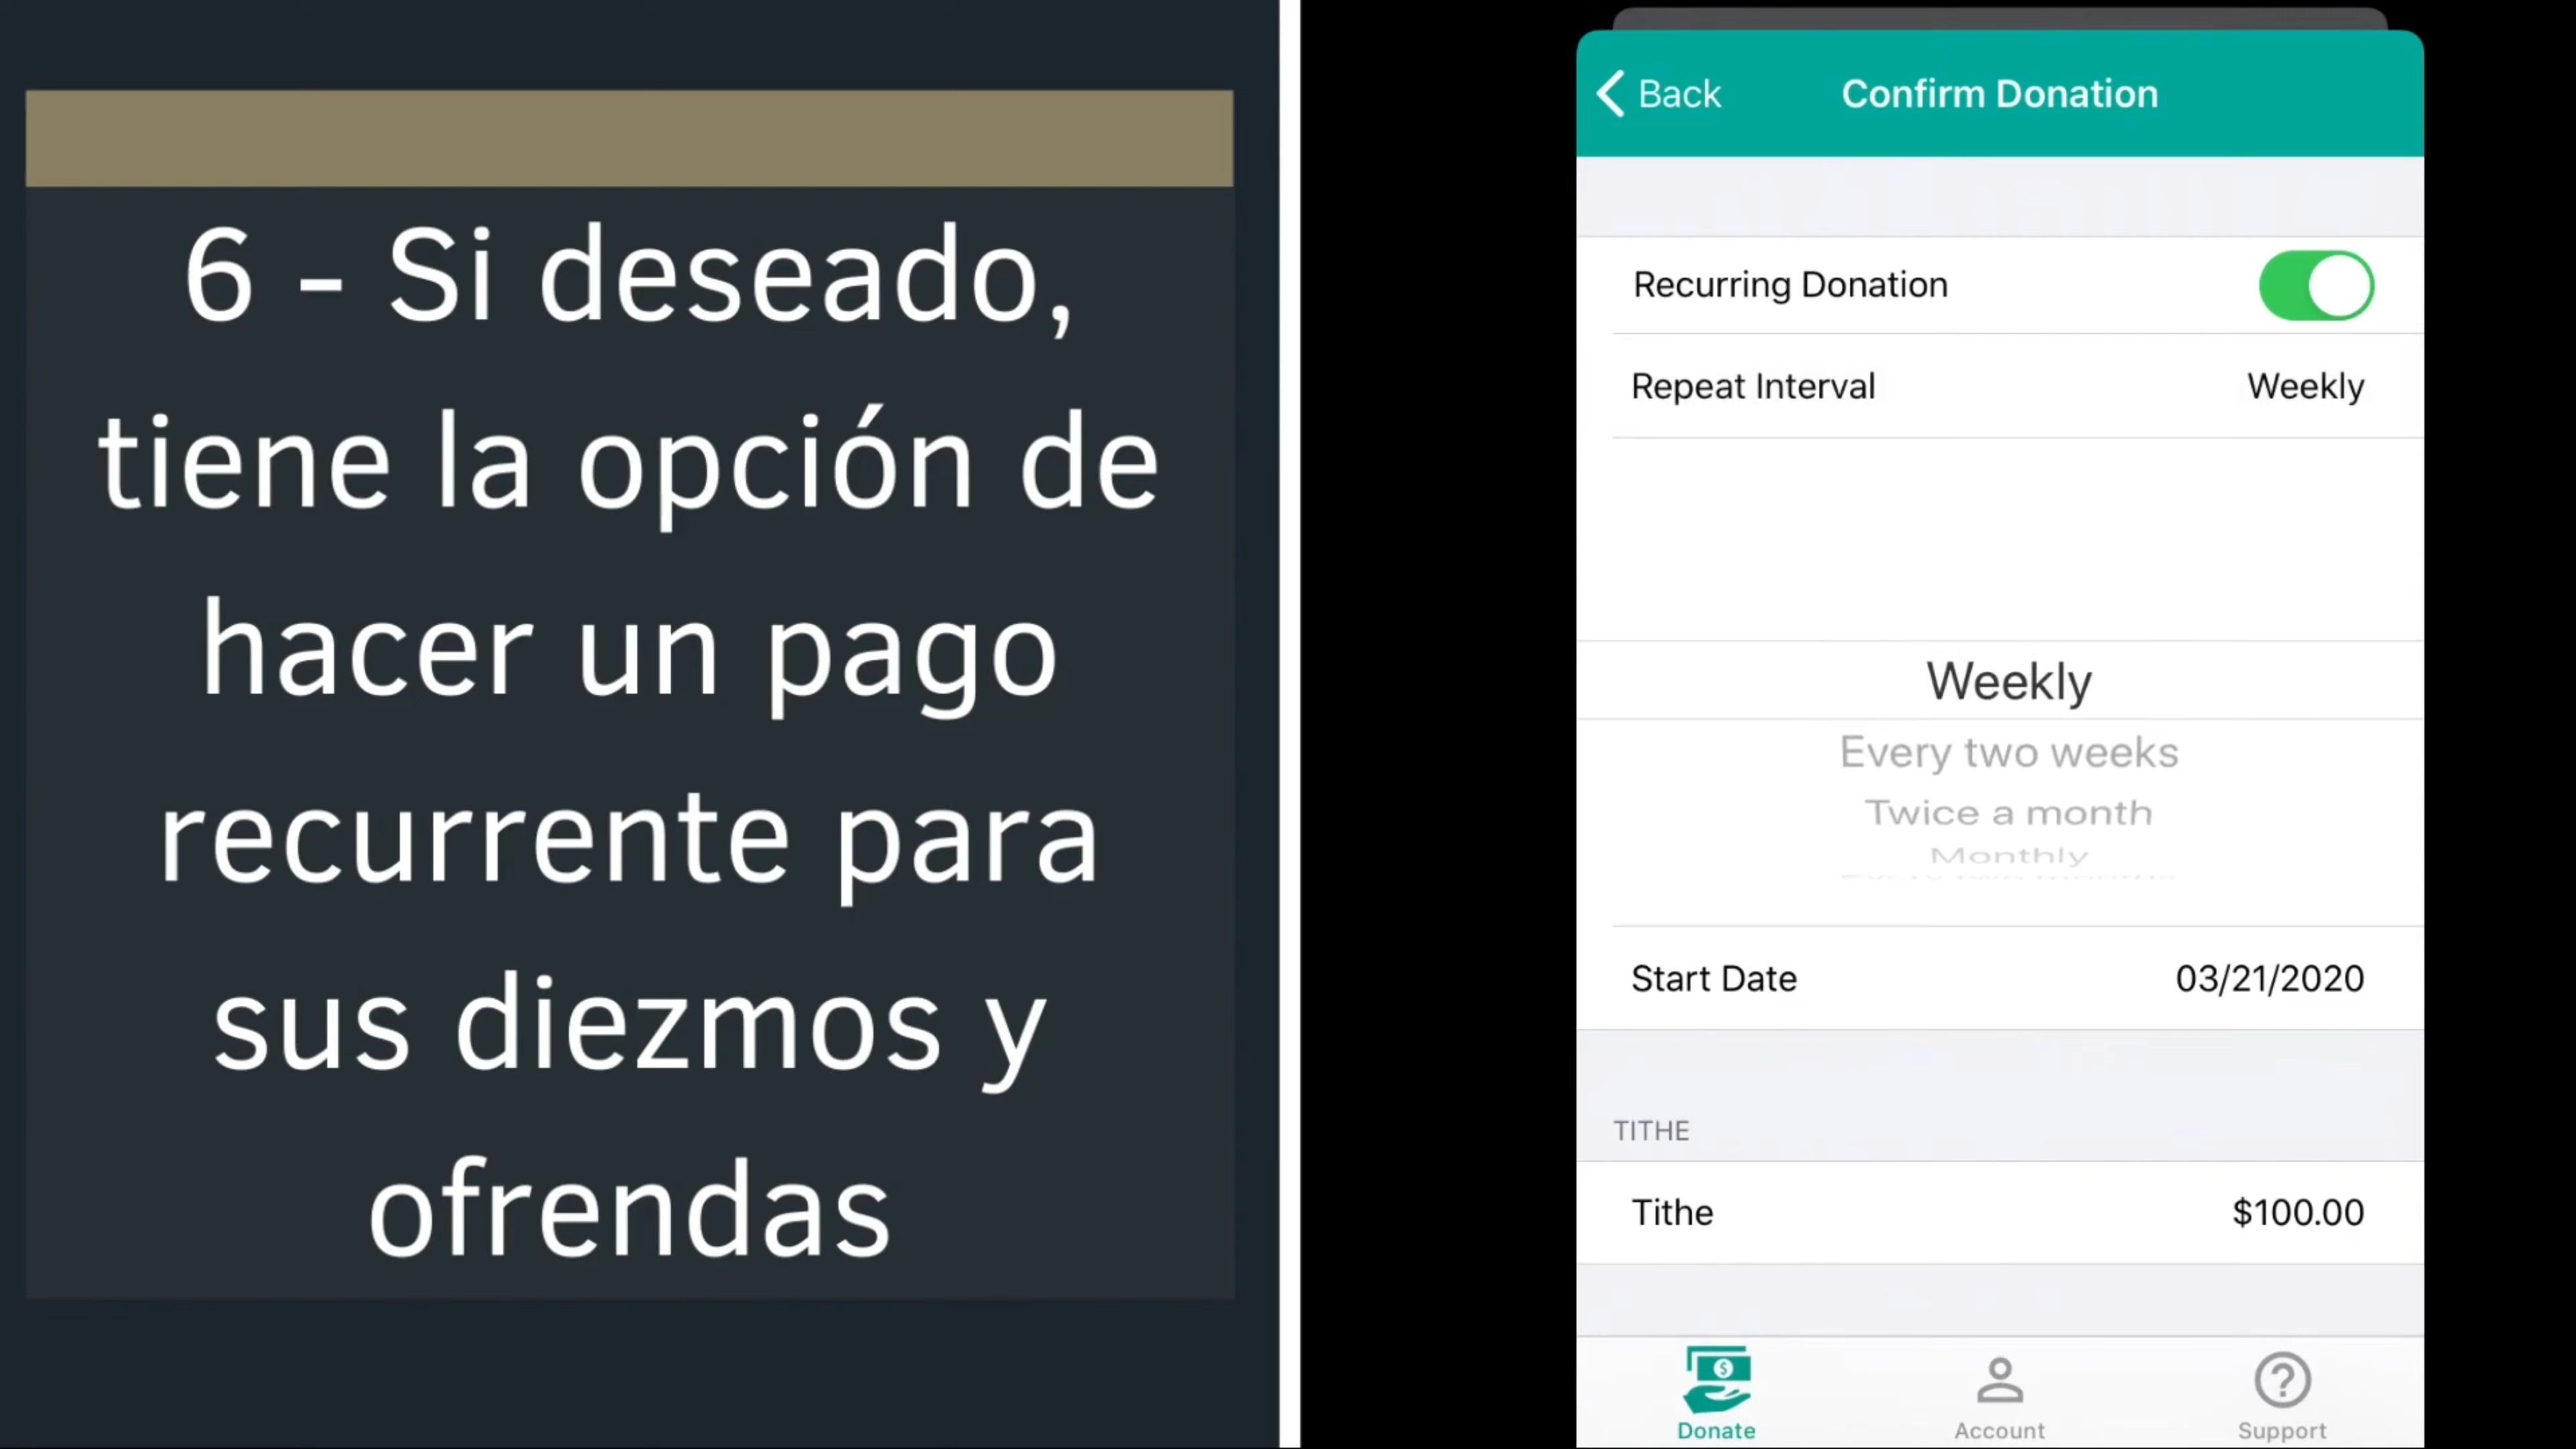 6 - Si deseado,
tiene la opción de
hacer un pago
recurrente para
sus diezmos y
ofrendas
Back
Confirm Donation
Recurring Donation
Repeat Interval Weekly
Weekly
Every two weeks
Twice a month
Monthly
Start Date 03/21/2020
TITHE
Tithe $100.00
Donate Account Support